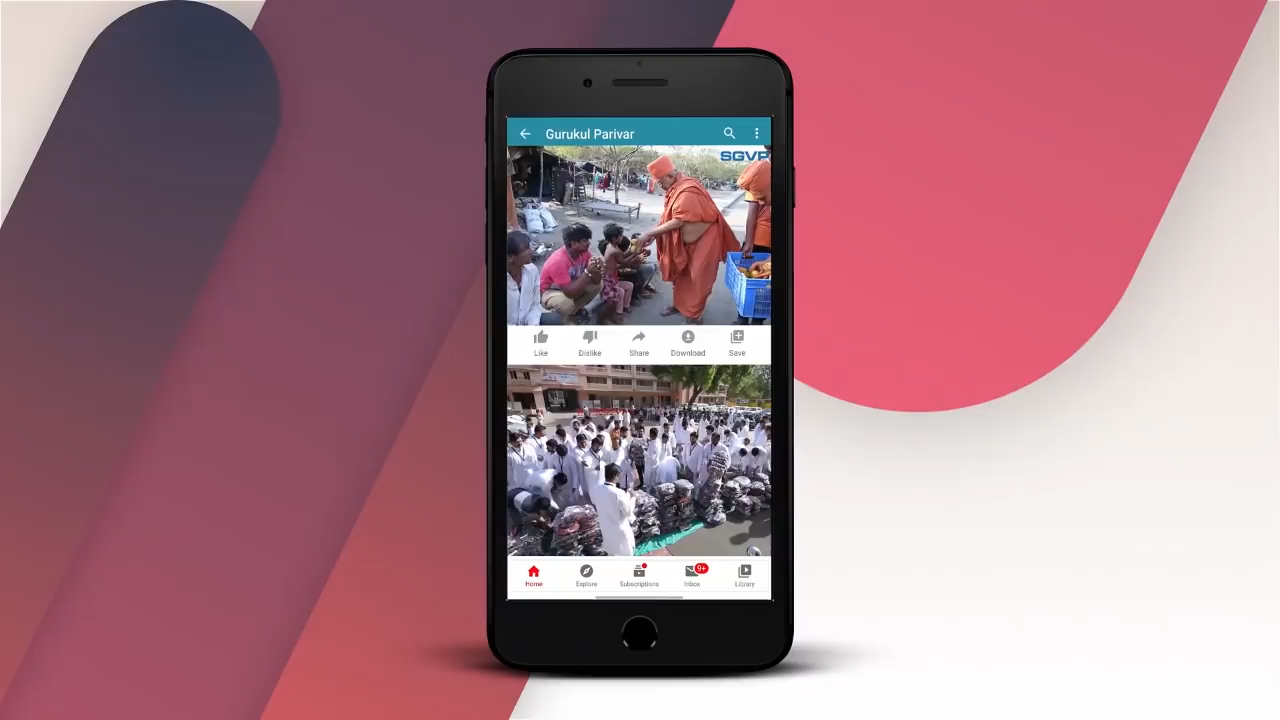 Gurukul Parivar
SGVP
Like Dislike Share Download Save
Home Explore Subscriptions Inbox 9+ Library